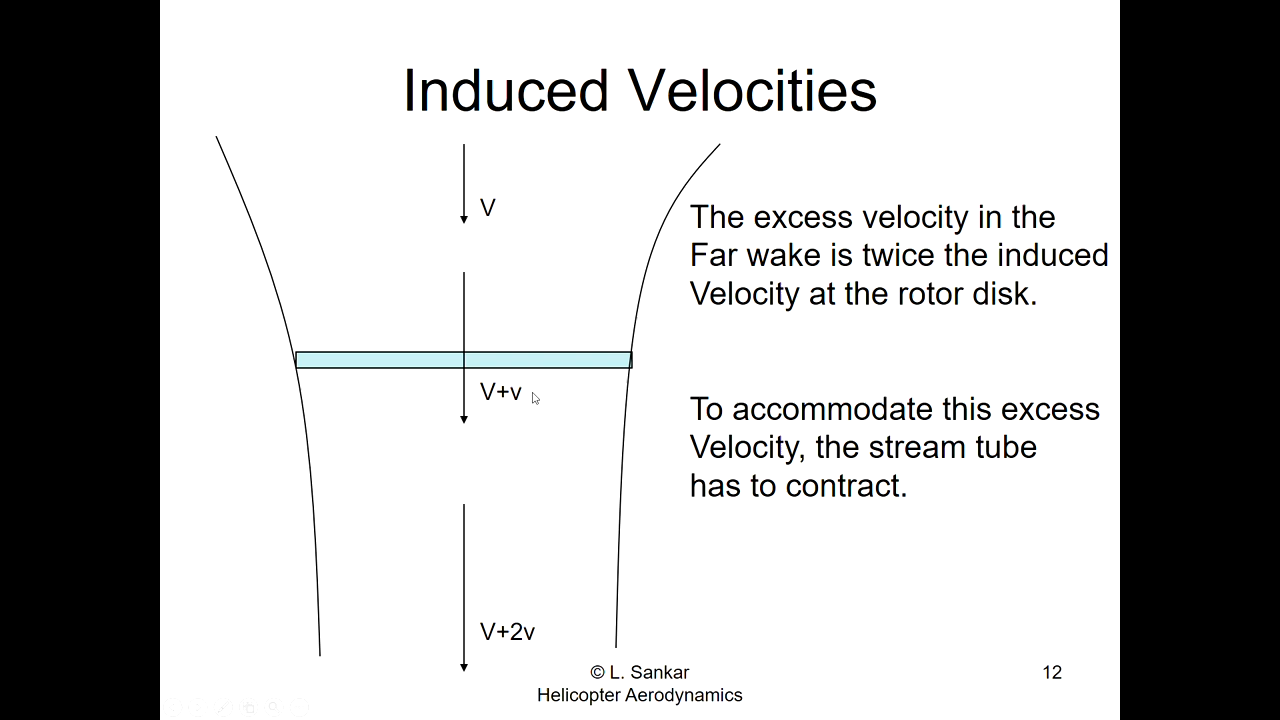 Induced Velocities
V
The excess velocity in the
Far wake is twice the induced
Velocity at the rotor disk.
V+v
To accommodate this excess
Velocity, the stream tube
has to contract.
V+2v
© L. Sankar
Helicopter Aerodynamics
12